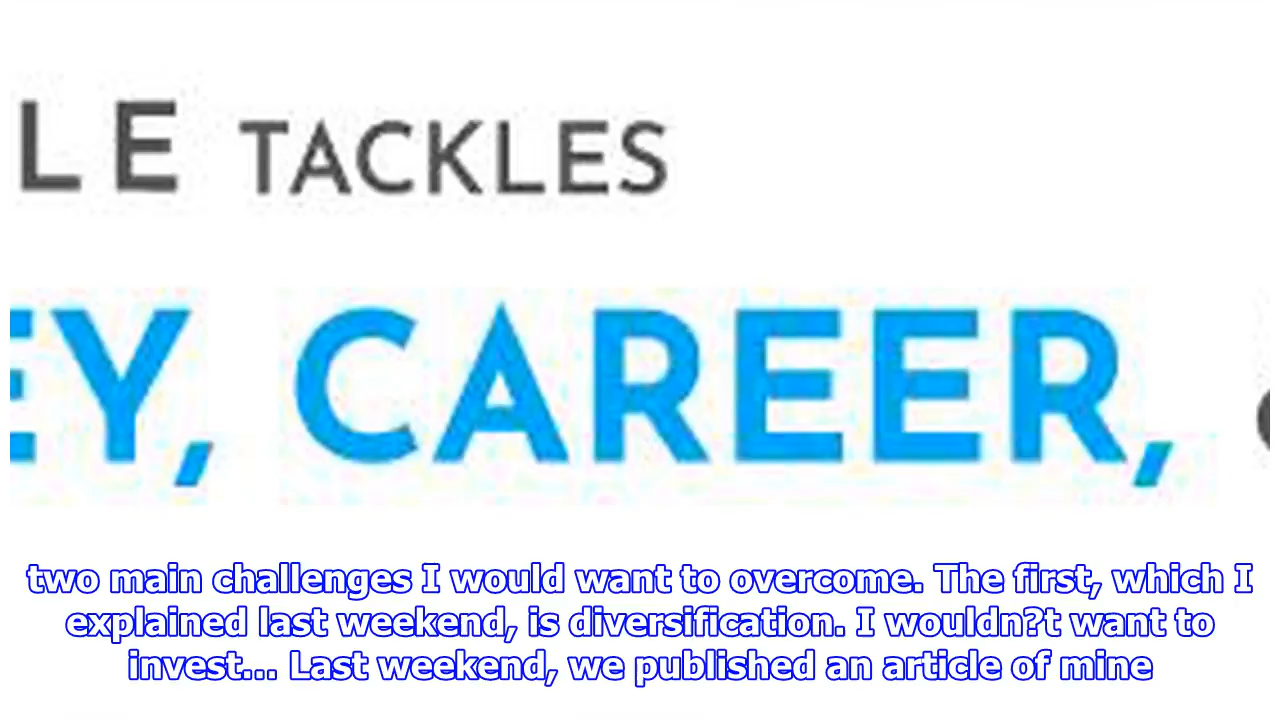 LE TACKLES
EY, CAREER,
two main challenges I would want to overcome. The first, which I
explained last weekend, is diversification. I wouldn?t want to
invest... Last weekend, we published an article of mine